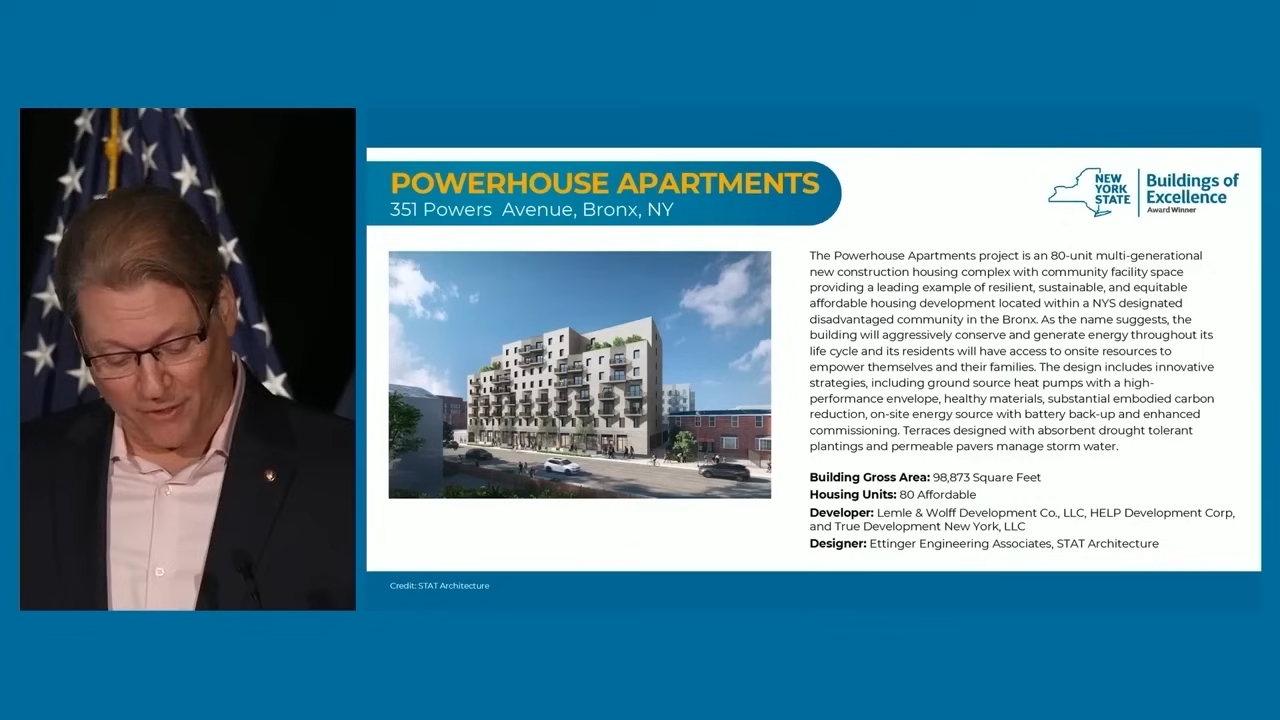 POWERHOUSE APARTMENTS
351 Powers Avenue, Bronx, NY
NEW
YORK
STATE
Buildings of
Excellence
Award Winner
The Powerhouse Apartments project is an 80-unit multi-generational
new construction housing complex with community facility space
providing a leading example of resilient, sustainable, and equitable
affordable housing development located within a NYS designated
disadvantaged community in the Bronx. As the name suggests, the
building will aggressively conserve and generate energy throughout its
life cycle and its residents will have access to onsite resources to
empower themselves and their families. The design includes innovative
strategies, including ground source heat pumps with a high-
performance envelope, healthy materials, substantial embodied carbon
reduction, on-site energy source with battery back-up and enhanced
commissioning. Terraces designed with absorbent drought tolerant
plantings and permeable pavers manage storm water.
Building Gross Area: 98,873 Square Feet
Housing Units: 80 Affordable
Developer: Lemle & Wolff Development Co., LLC, HELP Development Corp,
and True Development New York, LLC
Designer: Ettinger Engineering Associates, STAT Architecture
Credit: STAT Architecture